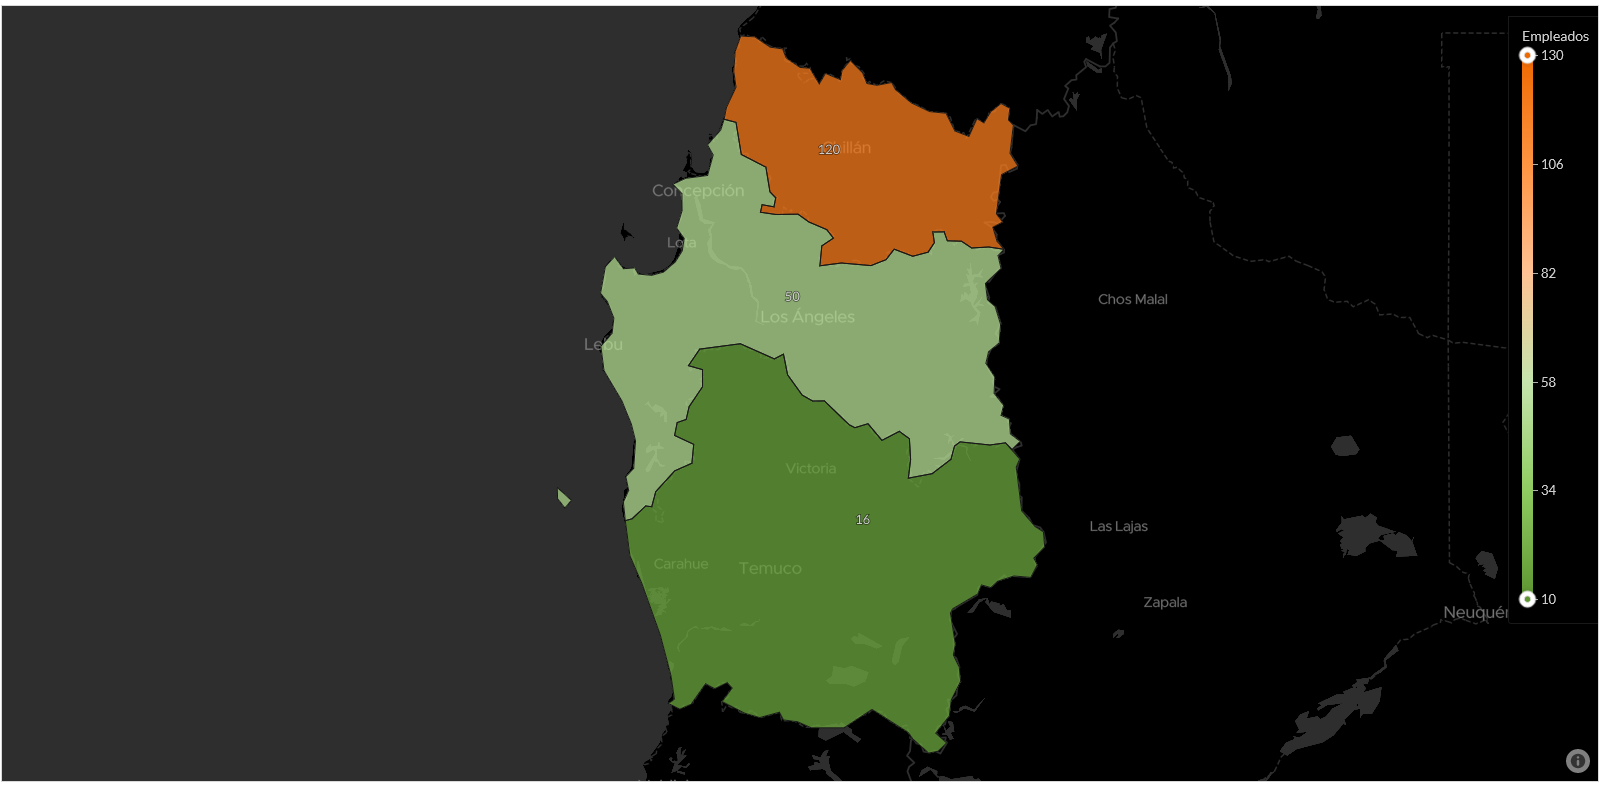 Empleados
130
106
82
58
34
10
120
Chillán
Concepción
Lota
50
Los Ángeles
Chos Malal
Lebu
Victoria
16
Las Lajas
Carahue
Temuco
Zapala
Neuquén